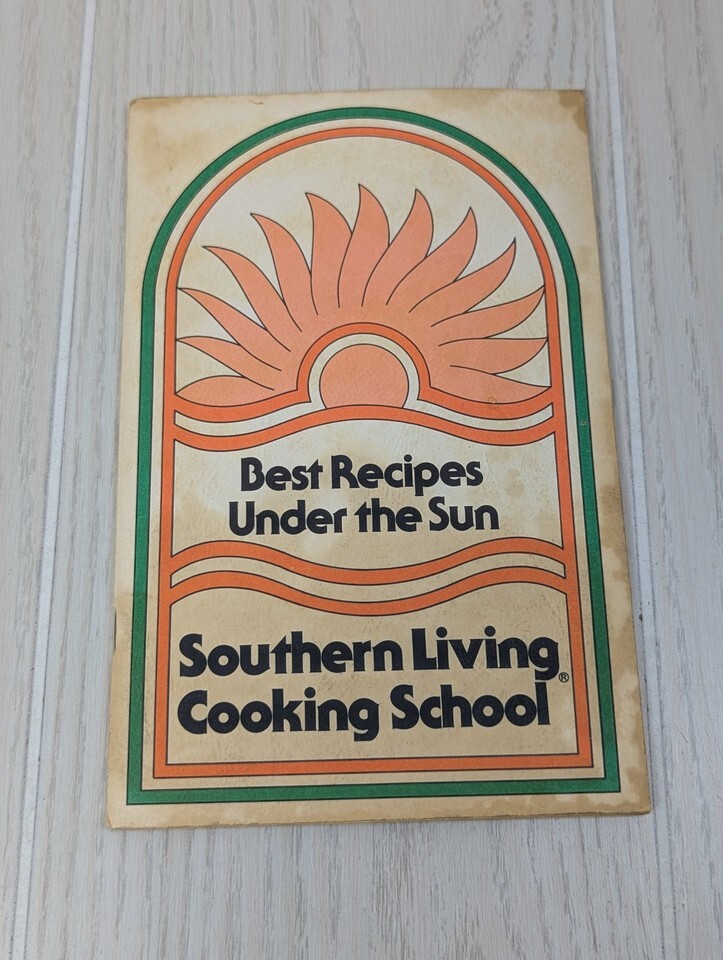 Best Recipes
Under the Sun
Southern Living®
Cooking School